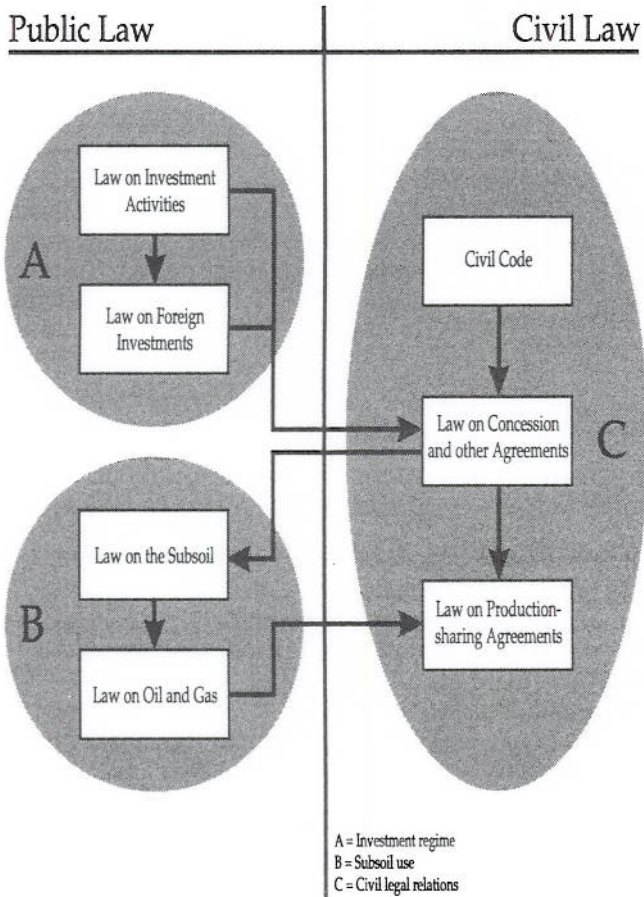 Public Law
Civil Law
Law on Investment
Activities
A
Law on Foreign
Investments
Civil Code
Law on Concession
and other Agreements
C
Law on the Subsoil
B
Law on Oil and Gas
Law on Production-
sharing Agreements
A = Investment regime
B = Subsoil use
C = Civil legal relations